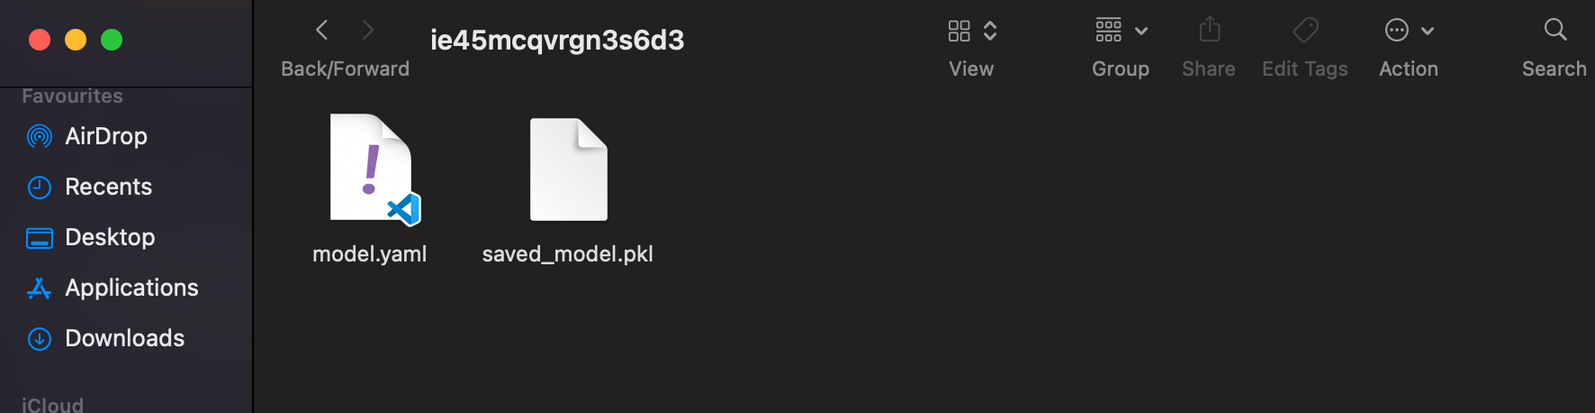 ie45mcqvrgn3s6d3
Back/Forward
View
Group
Share
Edit Tags
Action
Search
Favourites
AirDrop
Recents
Desktop
Applications
Downloads
iCloud
!
model.yaml
saved_model.pkl